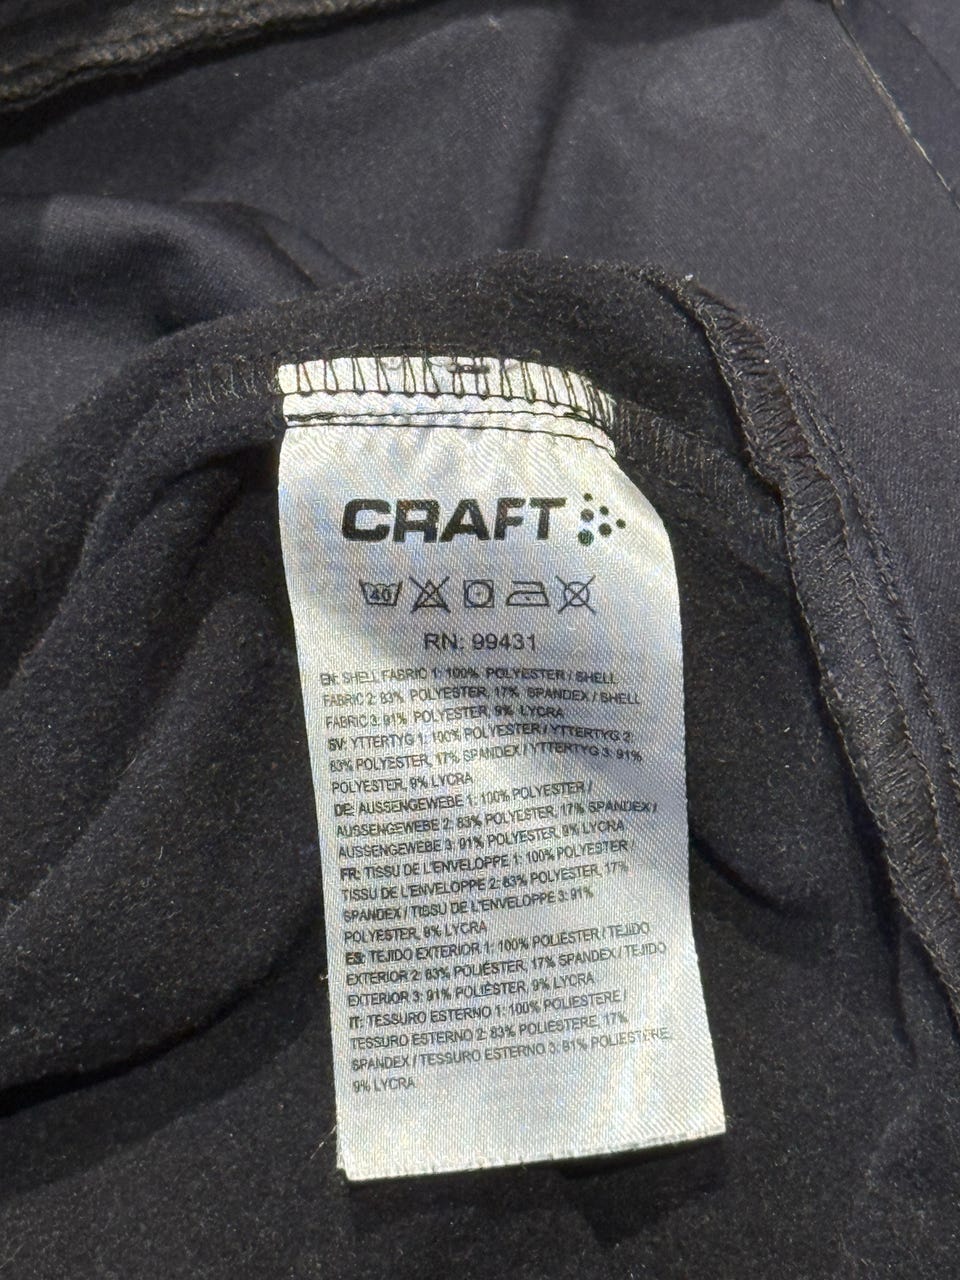 CRAFT
40
RN: 99431
EN: SHELL FABRIC 1: 100% POLYESTER / SHELL
FABRIC 2: 83% POLYESTER, 17% SPANDEX / SHELL
FABRIC 3: 91% POLYESTER, 9% LYCRA
SV: YTTERTYG 1: 100% POLYESTER / YTTERTYG 2:
83% POLYESTER, 17% SPANDEX / YTTERTYG 3: 91%
POLYESTER, 9% LYCRA
DE: AUSSENGEWEBE 1: 100% POLYESTER /
AUSSENGEWEBE 2: 83% POLYESTER, 17% SPANDEX /
AUSSENGEWEBE 3: 91% POLYESTER, 9% LYCRA
FR: TISSU DE L'ENVELOPPE 1: 100% POLYESTER /
TISSU DE L'ENVELOPPE 2: 83% POLYESTER, 17%
SPANDEX / TISSU DE L'ENVELOPPE 3: 91%
POLYESTER, 9% LYCRA
ES: TEJIDO EXTERIOR 1: 100% POLIÉSTER / TEJIDO
EXTERIOR 2: 83% POLIÉSTER, 17% SPANDEX / TEJIDO
EXTERIOR 3: 91% POLIÉSTER, 9% LYCRA
IT: TESSURO ESTERNO 1: 100% POLIESTERE /
TESSURO ESTERNO 2: 83% POLIESTERE, 17%
SPANDEX / TESSURO ESTERNO 3: 91% POLIESTERE,
9% LYCRA